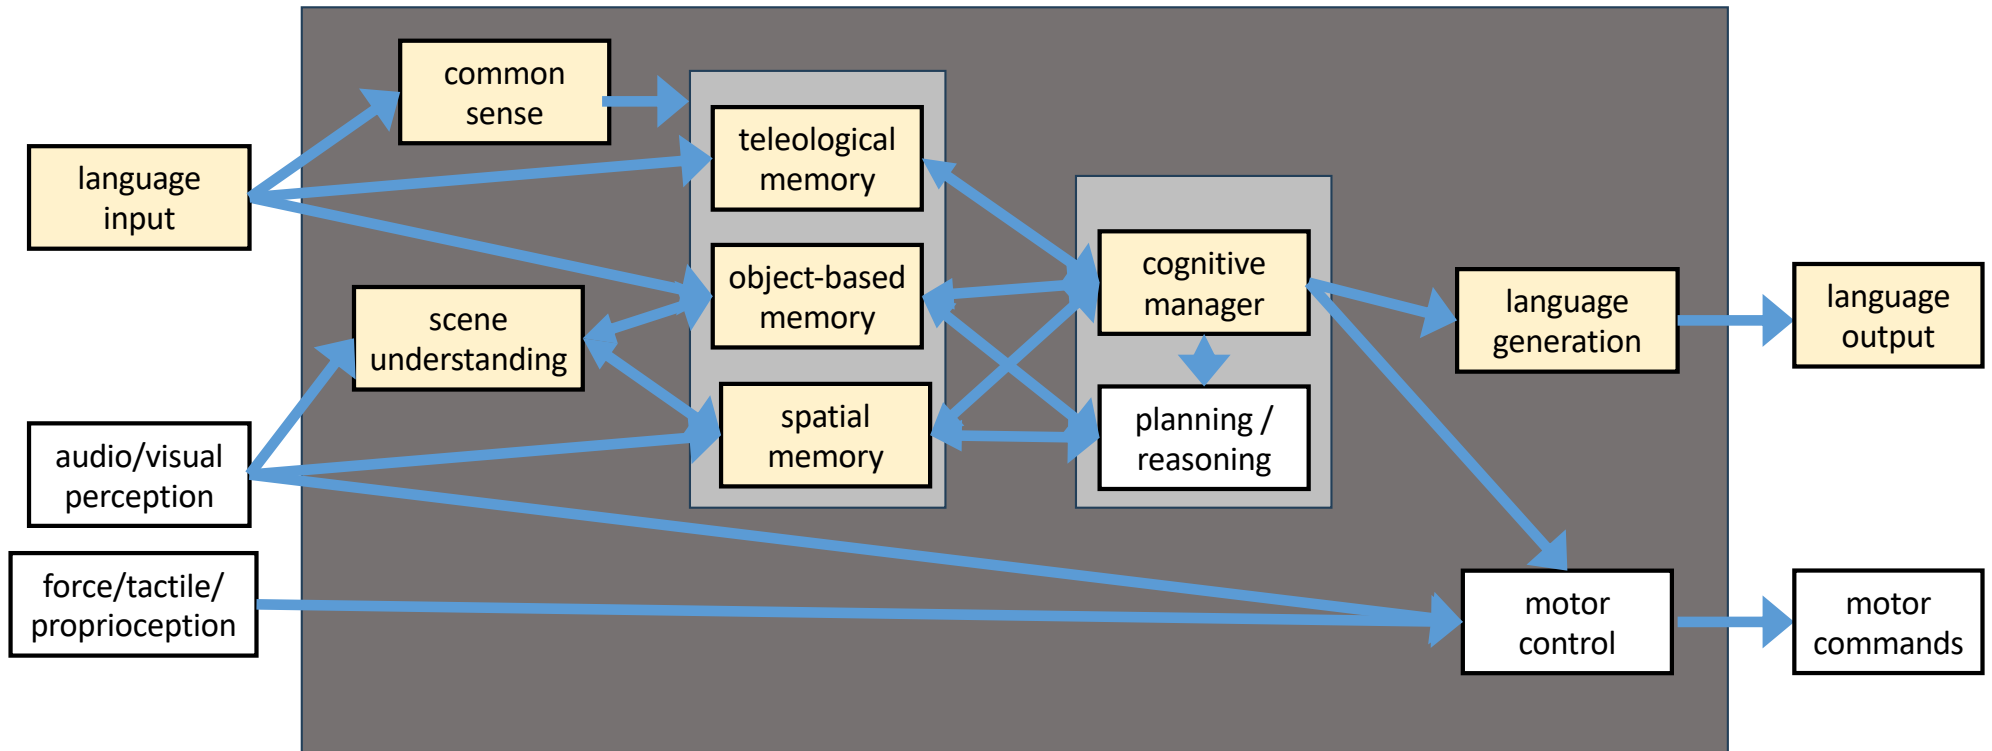 common
sense
language
input
teleological
memory
object-based
memory
scene
understanding
spatial
memory
cognitive
manager
planning /
reasoning
language
generation
language
output
audio/visual
perception
force/tactile/
proprioception
motor
control
motor
commands